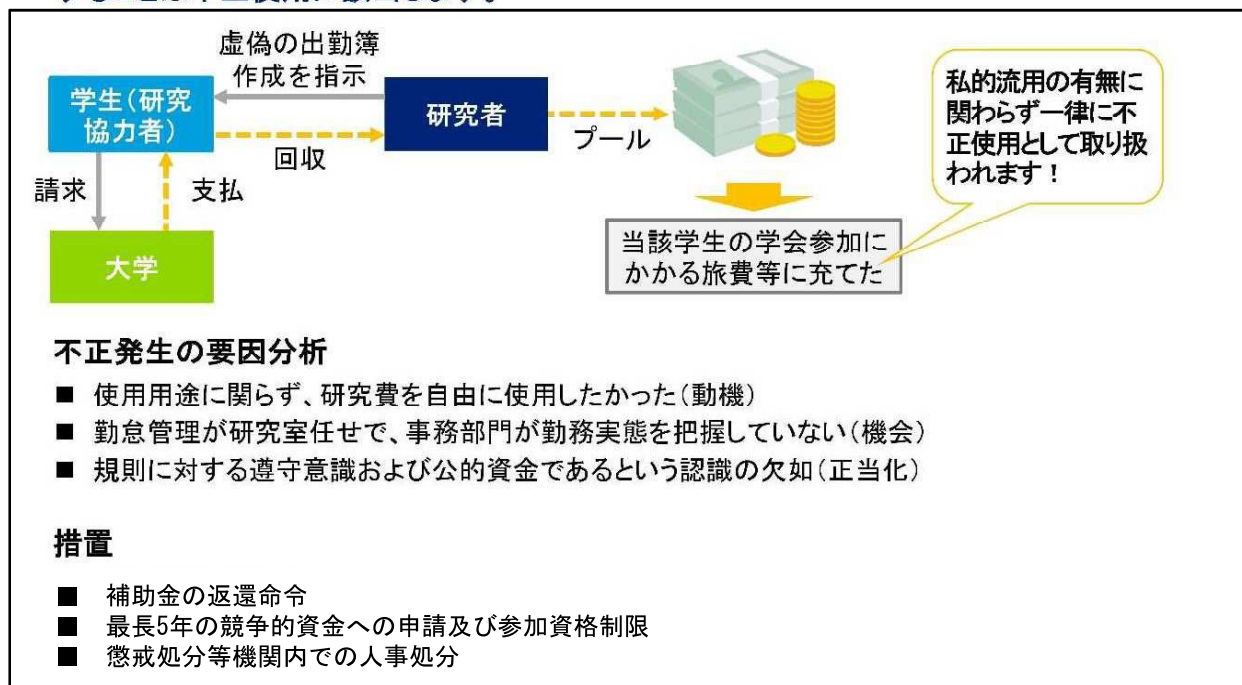 虚偽の出勤簿
作成を指示
学生(研究
協力者)
研究者
回収
プール
請求
支払
大学
私的流用の有無に
関わらず一律に不
正使用として取り扱
われます!
当該学生の学会参加に
かかる旅費等に充てた
不正発生の要因分析
■ 使用用途に関らず、研究費を自由に使用したかった(動機)
■ 勤怠管理が研究室任せで、事務部門が勤務実態を把握していない(機会)
■ 規則に対する遵守意識および公的資金であるという認識の欠如(正当化)
措置
■ 補助金の返還命令
■ 最長5年の競争的資金への申請及び参加資格制限
■ 懲戒処分等機関内での人事処分